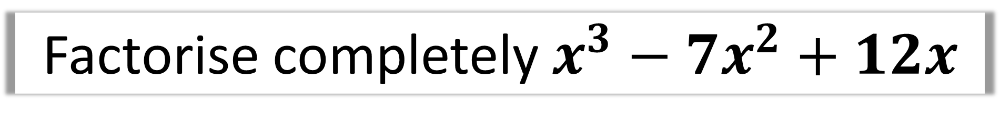 Factorise completely x³ − 7x² + 12x